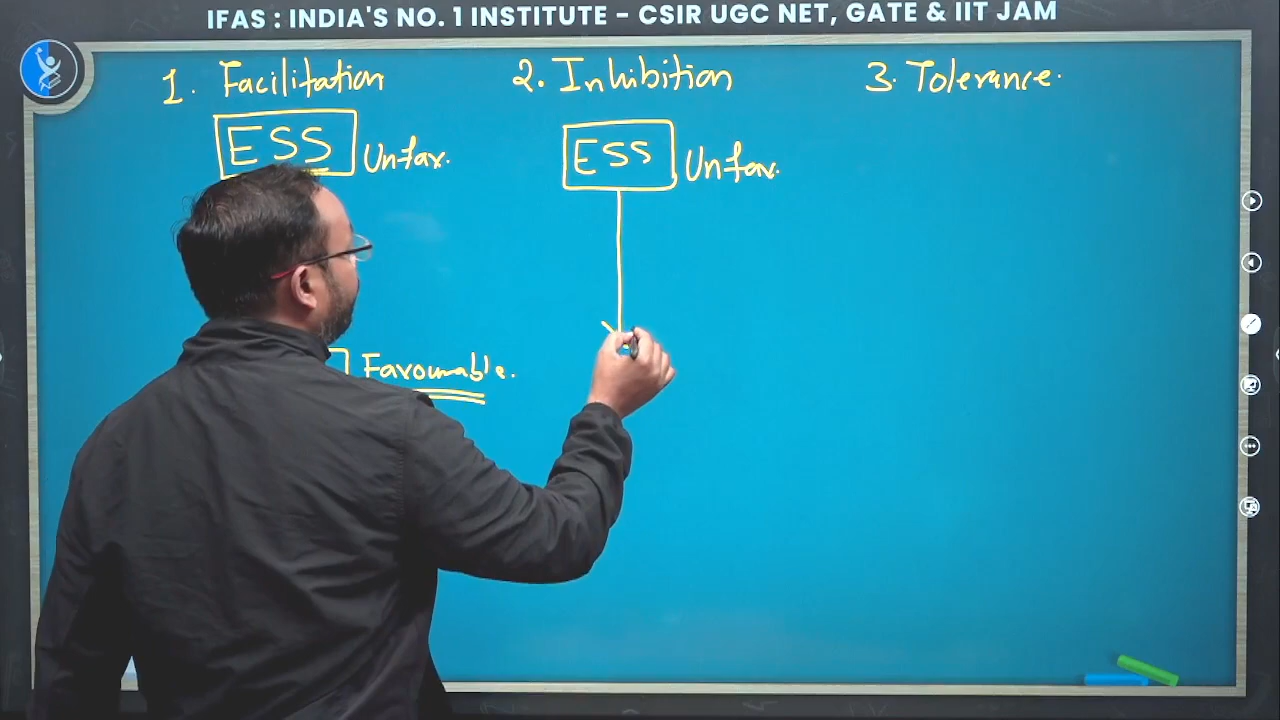 IFAS : INDIA'S NO. 1 INSTITUTE – CSIR UGC NET, GATE & IIT JAM
1. Facilitation 2. Inhibition 3. Tolerance.
ESS Unfav. ESS Unfav.
Favourable.